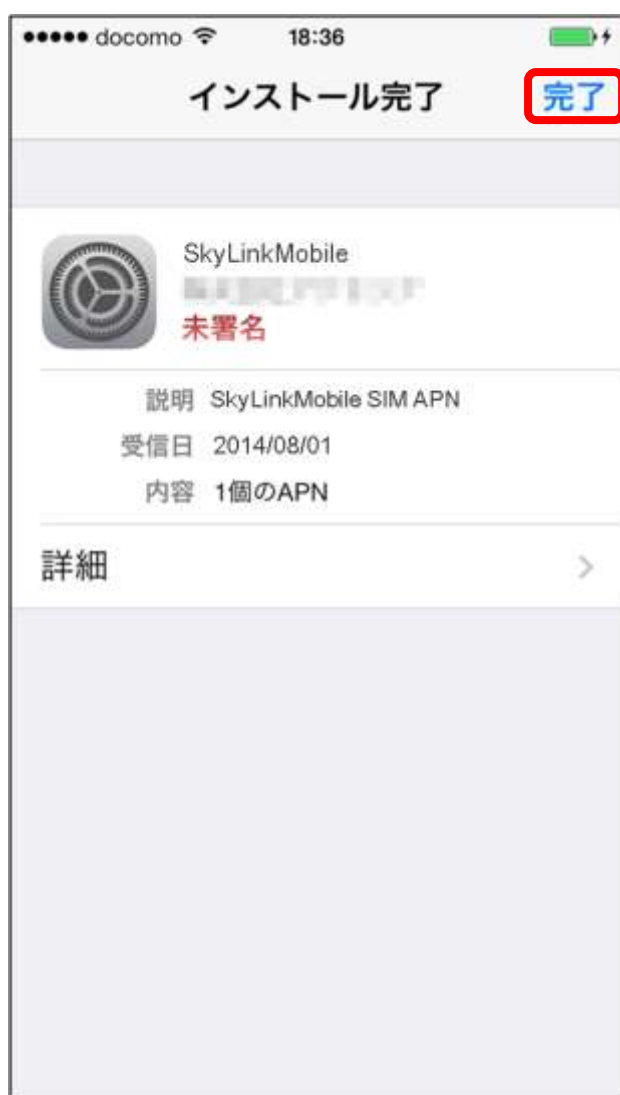 docomo 18:36
インストール完了 完了
SkyLinkMobile
未署名
説明 SkyLinkMobile SIM APN
受信日 2014/08/01
内容 1個のAPN
詳細